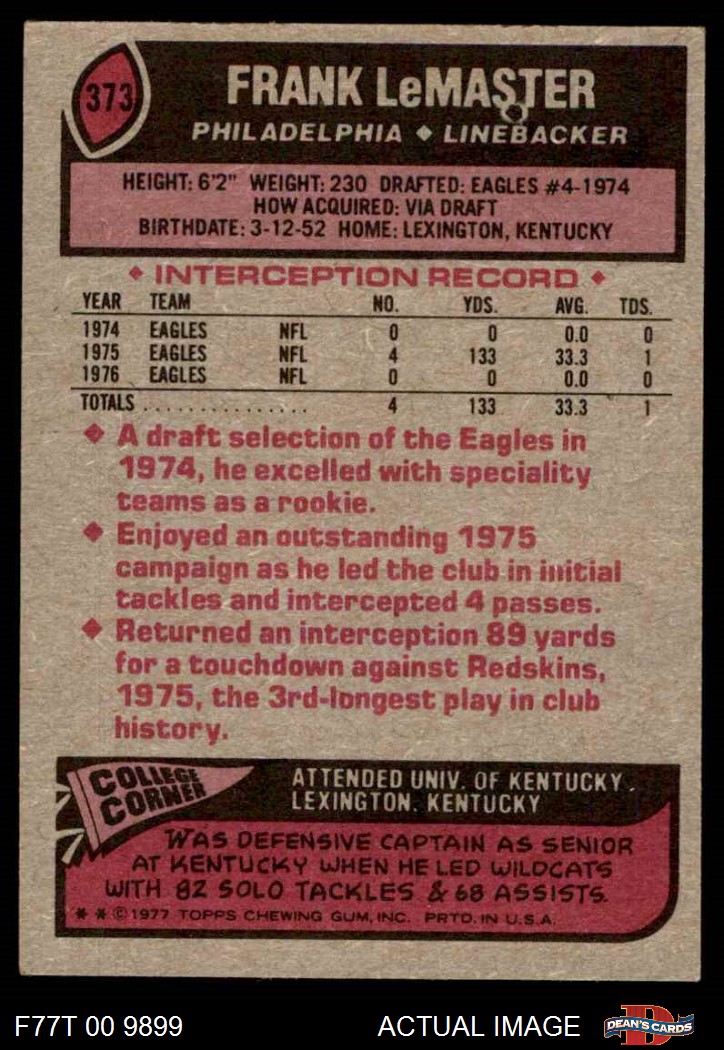 373
FRANK LeMASTER
PHILADELPHIA ◆ LINEBACKER
HEIGHT: 6'2" WEIGHT: 230 DRAFTED: EAGLES #4-1974
HOW ACQUIRED: VIA DRAFT
BIRTHDATE: 3-12-52 HOME: LEXINGTON, KENTUCKY
◆ INTERCEPTION RECORD ◆
YEAR TEAM NO. YDS. AVG. TDS.
1974 EAGLES NFL 0 0 0.0 0
1975 EAGLES NFL 4 133 33.3 1
1976 EAGLES NFL 0 0 0.0 0
TOTALS ............... 4 133 33.3 1
◆ A draft selection of the Eagles in
1974, he excelled with speciality
teams as a rookie.
◆ Enjoyed an outstanding 1975
campaign as he led the club in initial
tackles and intercepted 4 passes.
◆ Returned an interception 89 yards
for a touchdown against Redskins,
1975, the 3rd-longest play in club
history.
COLLEGE
CORNER
ATTENDED UNIV. OF KENTUCKY.
LEXINGTON. KENTUCKY
WAS DEFENSIVE CAPTAIN AS SENIOR
AT KENTUCKY WHEN HE LED WILDCATS
WITH 82 SOLO TACKLES & 68 ASSISTS.
* * © 1977 TOPPS CHEWING GUM, INC. PRTD. IN U.S.A.
F77T 00 9899
ACTUAL IMAGE
D
DEAN'S CARDS